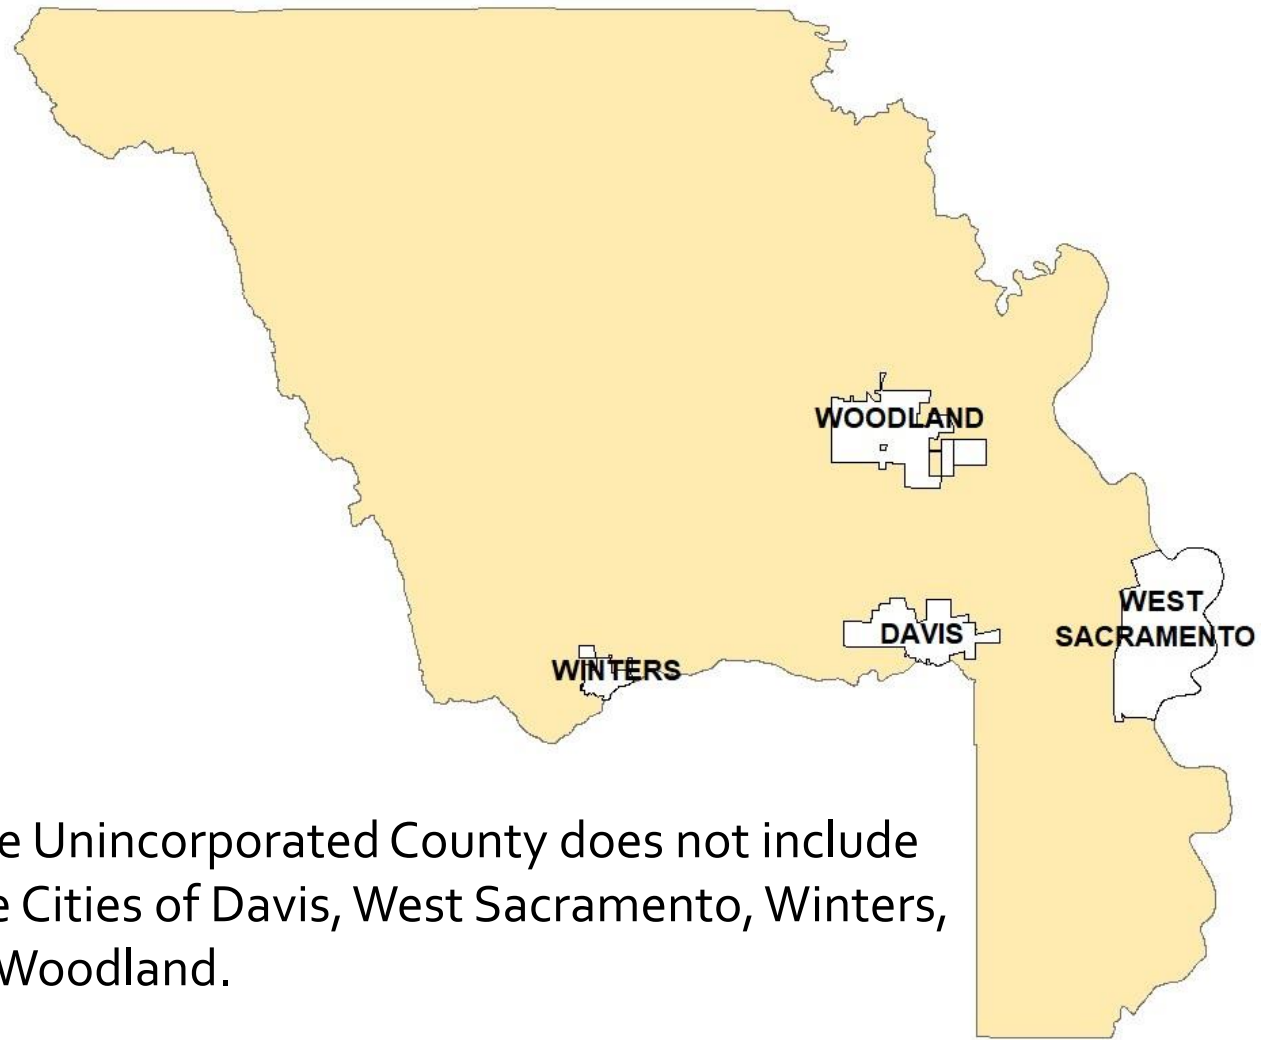 WOODLAND
WEST
SACRAMENTO
DAVIS
WINTERS
e Unincorporated County does not include
e Cities of Davis, West Sacramento, Winters,
Woodland.